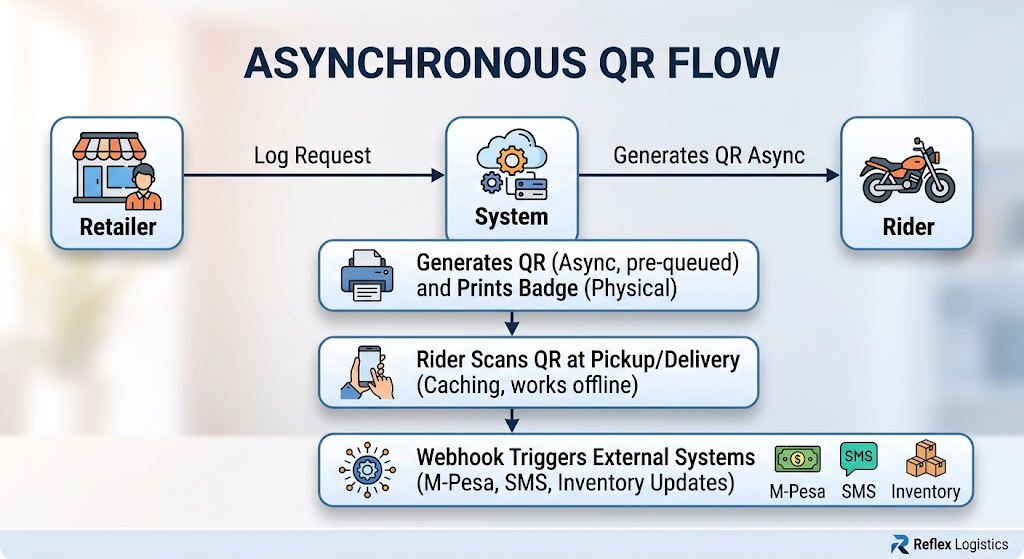 ASYNCHRONOUS QR FLOW
Retailer
Log Request
System
Generates QR Async
Rider
Generates QR (Async, pre-queued)
and Prints Badge (Physical)
Rider Scans QR at Pickup/Delivery
(Caching, works offline)
Webhook Triggers External Systems
(M-Pesa, SMS, Inventory Updates)
$
M-Pesa
SMS
SMS
Inventory
Reflex Logistics